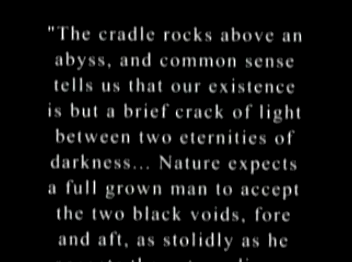 "The cradle rocks above an
abyss, and common sense
tells us that our existence
is but a brief crack of light
between two eternities of
darkness... Nature expects
a full grown man to accept
the two black voids, fore
and aft, as stolidly as he